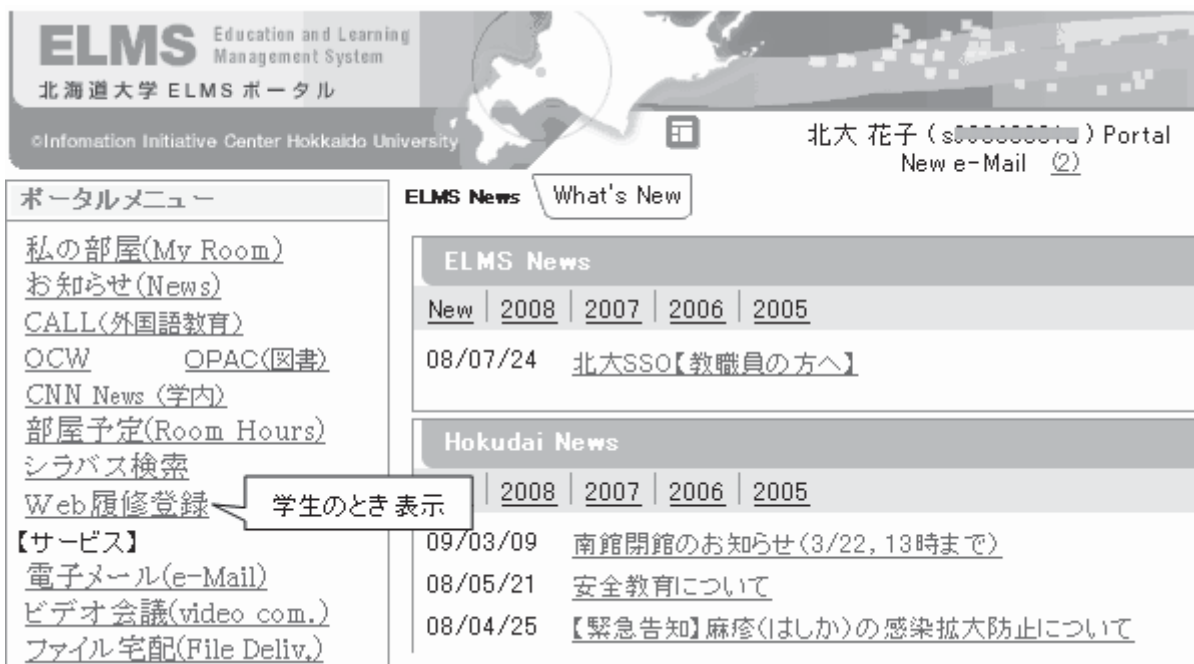 ELMS Education and Learning
Management System
北海道大学 ELMS ポータル
©Infomation Initiative Center Hokkaido University
北大 花子 ( ) Portal
New e-Mail (2)
ポータルメニュー
私の部屋(My Room)
お知らせ(News)
CALL(外国語教育)
OCW OPAC(図書)
CNN News (学内)
部屋予定(Room Hours)
シラバス検索
Web履修登録
学生のとき表示
【サービス】
電子メール(e-Mail)
ビデオ会議(video com.)
ファイル宅配(File Deliv.)
ELMS News What's New
ELMS News
New 2008 2007 2006 2005
08/07/24 北大SSO【教職員の方へ】
Hokudai News
2008 2007 2006 2005
09/03/09 南館閉館のお知らせ(3/22, 13時まで)
08/05/21 安全教育について
08/04/25 【緊急告知】麻疹(はしか)の感染拡大防止について